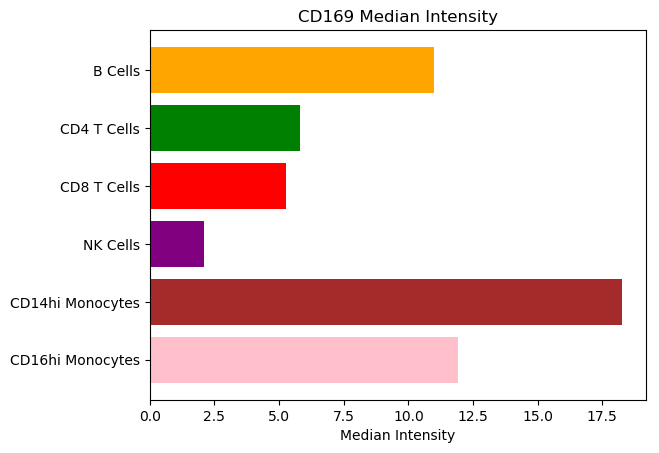 CD169 Median Intensity
B Cells
CD4 T Cells
CD8 T Cells
NK Cells
CD14hi Monocytes
CD16hi Monocytes
0.0 2.5 5.0 7.5 10.0 12.5 15.0 17.5
Median Intensity